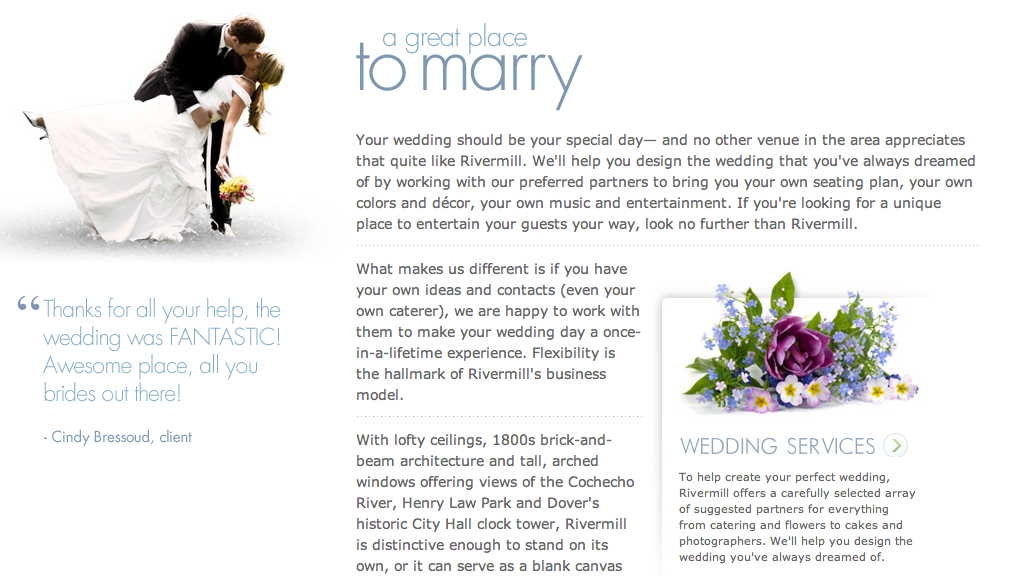 a great place
to marry
Your wedding should be your special day— and no other venue in the area appreciates
that quite like Rivermill. We'll help you design the wedding that you've always dreamed
of by working with our preferred partners to bring you your own seating plan, your own
colors and décor, your own music and entertainment. If you're looking for a unique
place to entertain your guests your way, look no further than Rivermill.
“Thanks for all your help, the
wedding was FANTASTIC!
Awesome place, all you
brides out there!
- Cindy Bressoud, client
What makes us different is if you have
your own ideas and contacts (even your
own caterer), we are happy to work with
them to make your wedding day a once-
in-a-lifetime experience. Flexibility is
the hallmark of Rivermill's business
model.
With lofty ceilings, 1800s brick-and-
beam architecture and tall, arched
windows offering views of the Cochecho
River, Henry Law Park and Dover's
historic City Hall clock tower, Rivermill
is distinctive enough to stand on its
own, or it can serve as a blank canvas
WEDDING SERVICES
To help create your perfect wedding,
Rivermill offers a carefully selected array
of suggested partners for everything
from catering and flowers to cakes and
photographers. We'll help you design the
wedding you've always dreamed of.